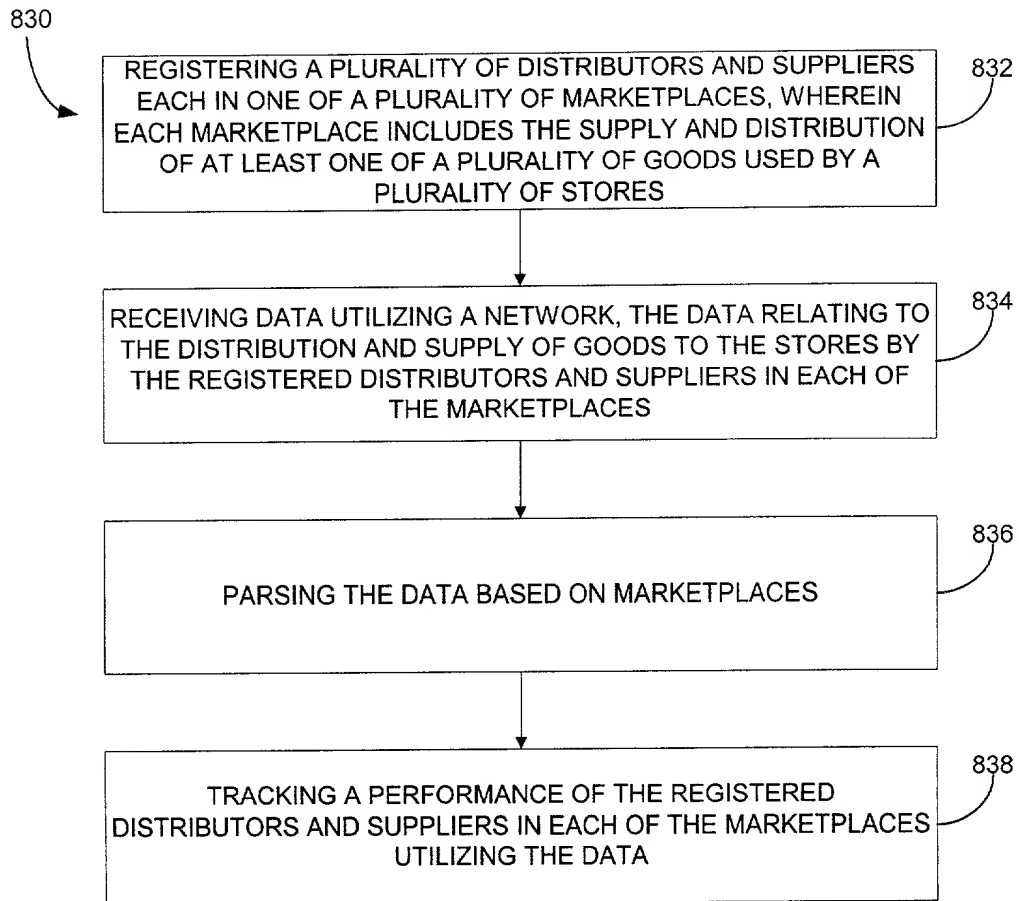 830
REGISTERING A PLURALITY OF DISTRIBUTORS AND SUPPLIERS
EACH IN ONE OF A PLURALITY OF MARKETPLACES, WHEREIN
EACH MARKETPLACE INCLUDES THE SUPPLY AND DISTRIBUTION
OF AT LEAST ONE OF A PLURALITY OF GOODS USED BY A
PLURALITY OF STORES
832
RECEIVING DATA UTILIZING A NETWORK, THE DATA RELATING TO
THE DISTRIBUTION AND SUPPLY OF GOODS TO THE STORES BY
THE REGISTERED DISTRIBUTORS AND SUPPLIERS IN EACH OF
THE MARKETPLACES
834
PARSING THE DATA BASED ON MARKETPLACES
836
TRACKING A PERFORMANCE OF THE REGISTERED
DISTRIBUTORS AND SUPPLIERS IN EACH OF THE MARKETPLACES
UTILIZING THE DATA
838